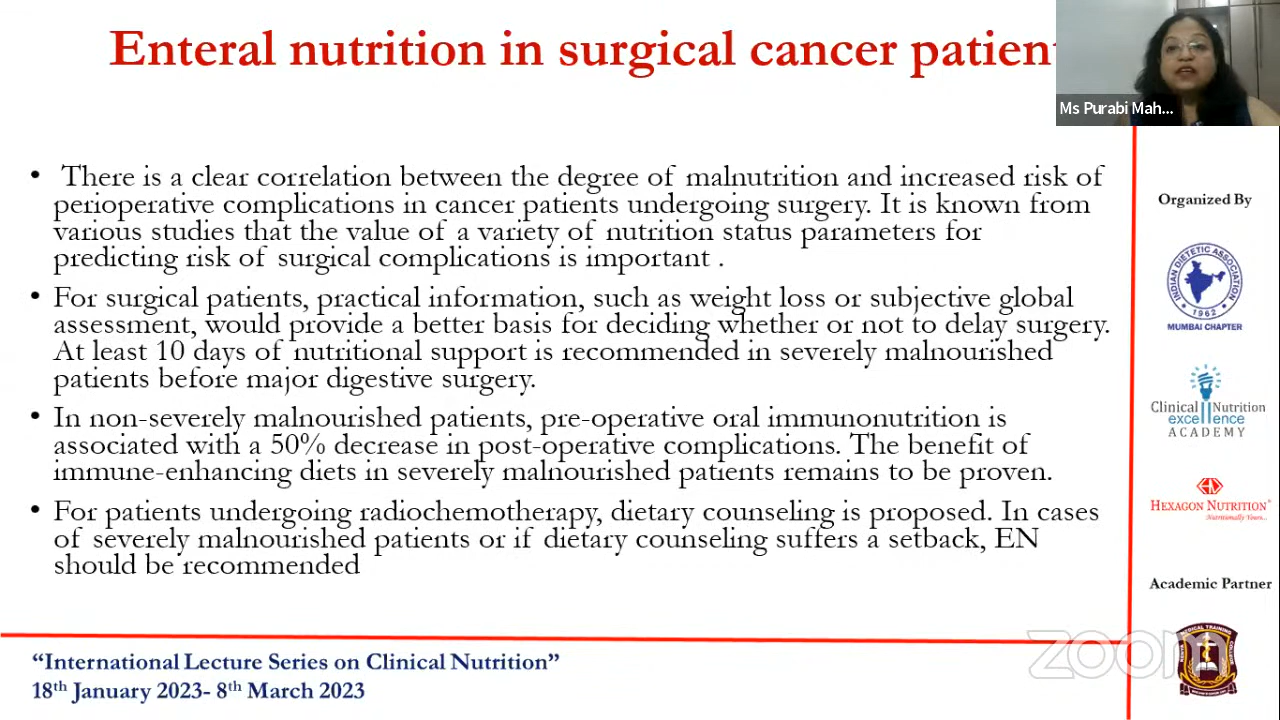 Enteral nutrition in surgical cancer patien
Ms Purabi Mah...
• There is a clear correlation between the degree of malnutrition and increased risk of
perioperative complications in cancer patients undergoing surgery. It is known from
various studies that the value of a variety of nutrition status parameters for
predicting risk of surgical complications is important .
• For surgical patients, practical information, such as weight loss or subjective global
assessment, would provide a better basis for deciding whether or not to delay surgery.
At least 10 days of nutritional support is recommended in severely malnourished
patients before major digestive surgery.
• In non-severely malnourished patients, pre-operative oral immunonutrition is
associated with a 50% decrease in post-operative complications. The benefit of
immune-enhancing diets in severely malnourished patients remains to be proven.
• For patients undergoing radiochemotherapy, dietary counseling is proposed. In cases
of severely malnourished patients or if dietary counseling suffers a setback, EN
should be recommended
Organized By
INDIAN DIETETIC ASSOCIATION
1962
MUMBAI CHAPTER
Clinical Nutrition
excellence
ACADEMY
HEXAGON NUTRITION
Nutritionally Yours...
Academic Partner
zoom
“International Lecture Series on Clinical Nutrition”
18th January 2023- 8th March 2023